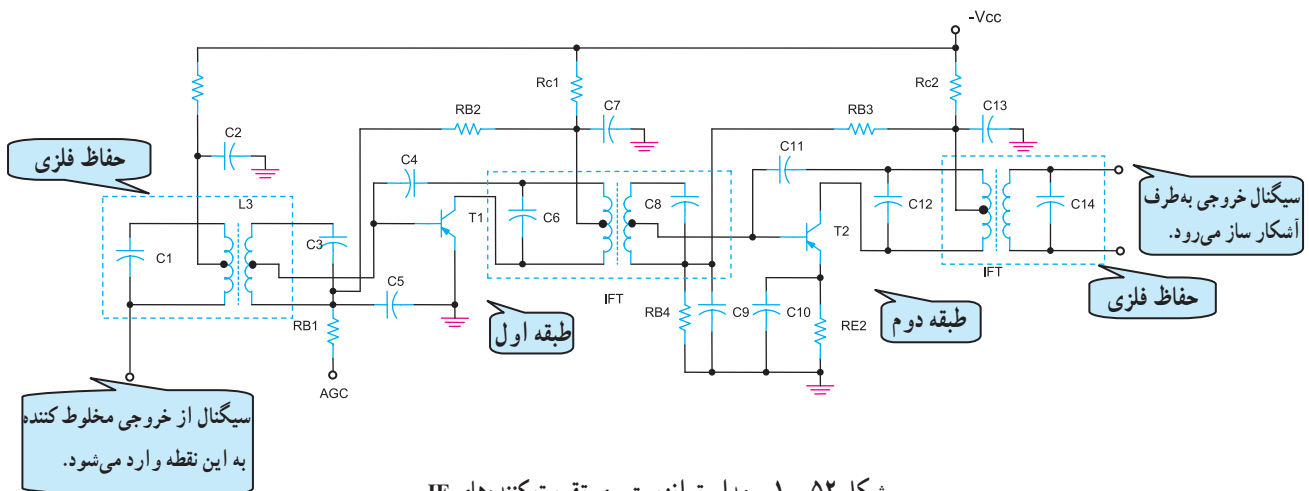 -Vcc
Rc1
Rc2
C2
RB2
C7
RB3
C13
حفاظ فلزی
C4
C11
L3
T1
C6
C8
C12
C14
سیگنال خروجی به‌طرف
آشکار ساز می‌رود.
C1
C3
T2
C5
IFT
IFT
RB1
طبقه اول
RB4
C9
C10
RE2
طبقه دوم
حفاظ فلزی
AGC
سیگنال از خروجی مخلوط کننده
به این نقطه وارد می‌شود.